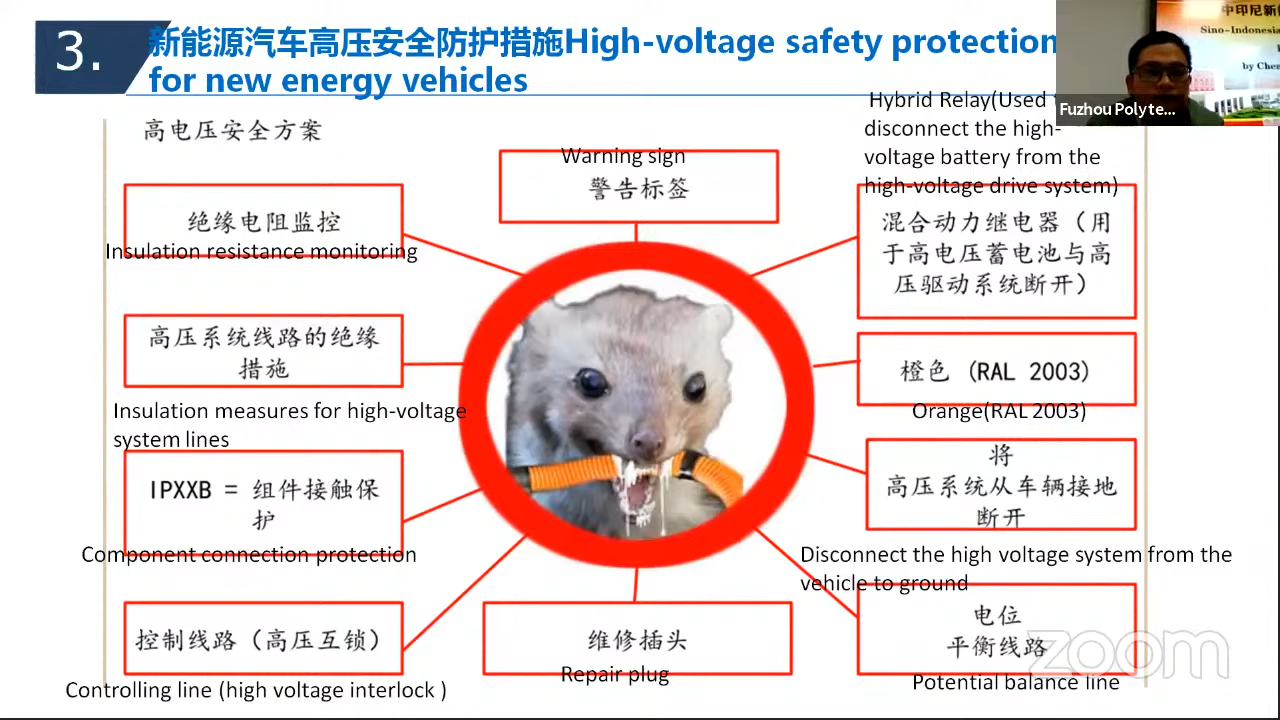 3.
新能源汽车高压安全防护措施High-voltage safety protection
for new energy vehicles
中印尼新
Sino-Indonesia
by Che
Fuzhou Polyte...
高电压安全方案
Warning sign
警告标签
Hybrid Relay(Used
disconnect the high-
voltage battery from the
high-voltage drive system)
混合动力继电器（用
于高电压蓄电池与高
压驱动系统断开）
绝缘电阻监控
Insulation resistance monitoring
高压系统线路的绝缘
措施
Insulation measures for high-voltage
system lines
橙色 (RAL 2003)
Orange(RAL 2003)
IPXXB = 组件接触保
护
Component connection protection
将
高压系统从车辆接地
断开
Disconnect the high voltage system from the
vehicle to ground
控制线路（高压互锁）
Controlling line (high voltage interlock )
维修插头
Repair plug
电位
平衡线路
Potential balance line
zoom